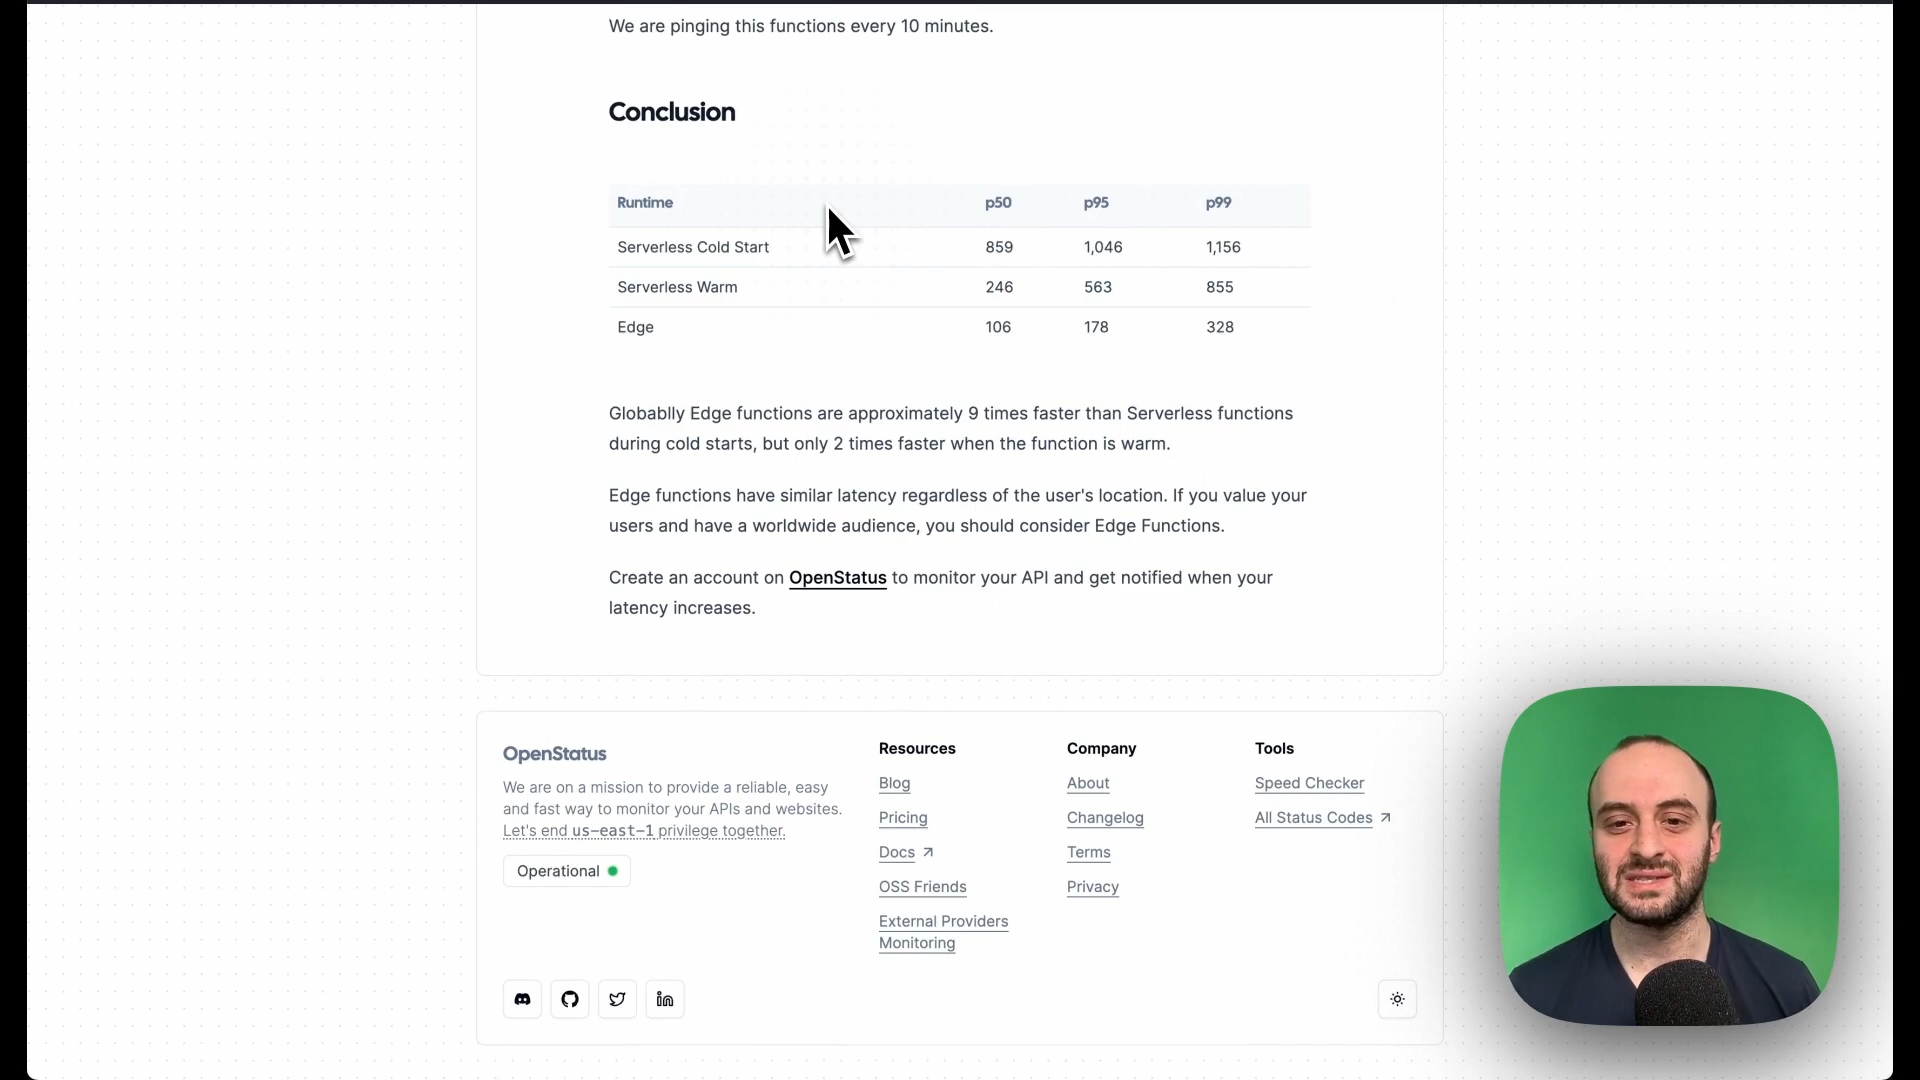 We are pinging this functions every 10 minutes.
Conclusion
Runtime p50 p95 p99
Serverless Cold Start 859 1,046 1,156
Serverless Warm 246 563 855
Edge 106 178 328
Globablly Edge functions are approximately 9 times faster than Serverless functions
during cold starts, but only 2 times faster when the function is warm.
Edge functions have similar latency regardless of the user's location. If you value your
users and have a worldwide audience, you should consider Edge Functions.
Create an account on OpenStatus to monitor your API and get notified when your
latency increases.
OpenStatus
We are on a mission to provide a reliable, easy
and fast way to monitor your APIs and websites.
Let's end us-east-1 privilege together.
Operational
Resources
Blog
Pricing
Docs
OSS Friends
External Providers
Monitoring
Company
About
Changelog
Terms
Privacy
Tools
Speed Checker
All Status Codes
in